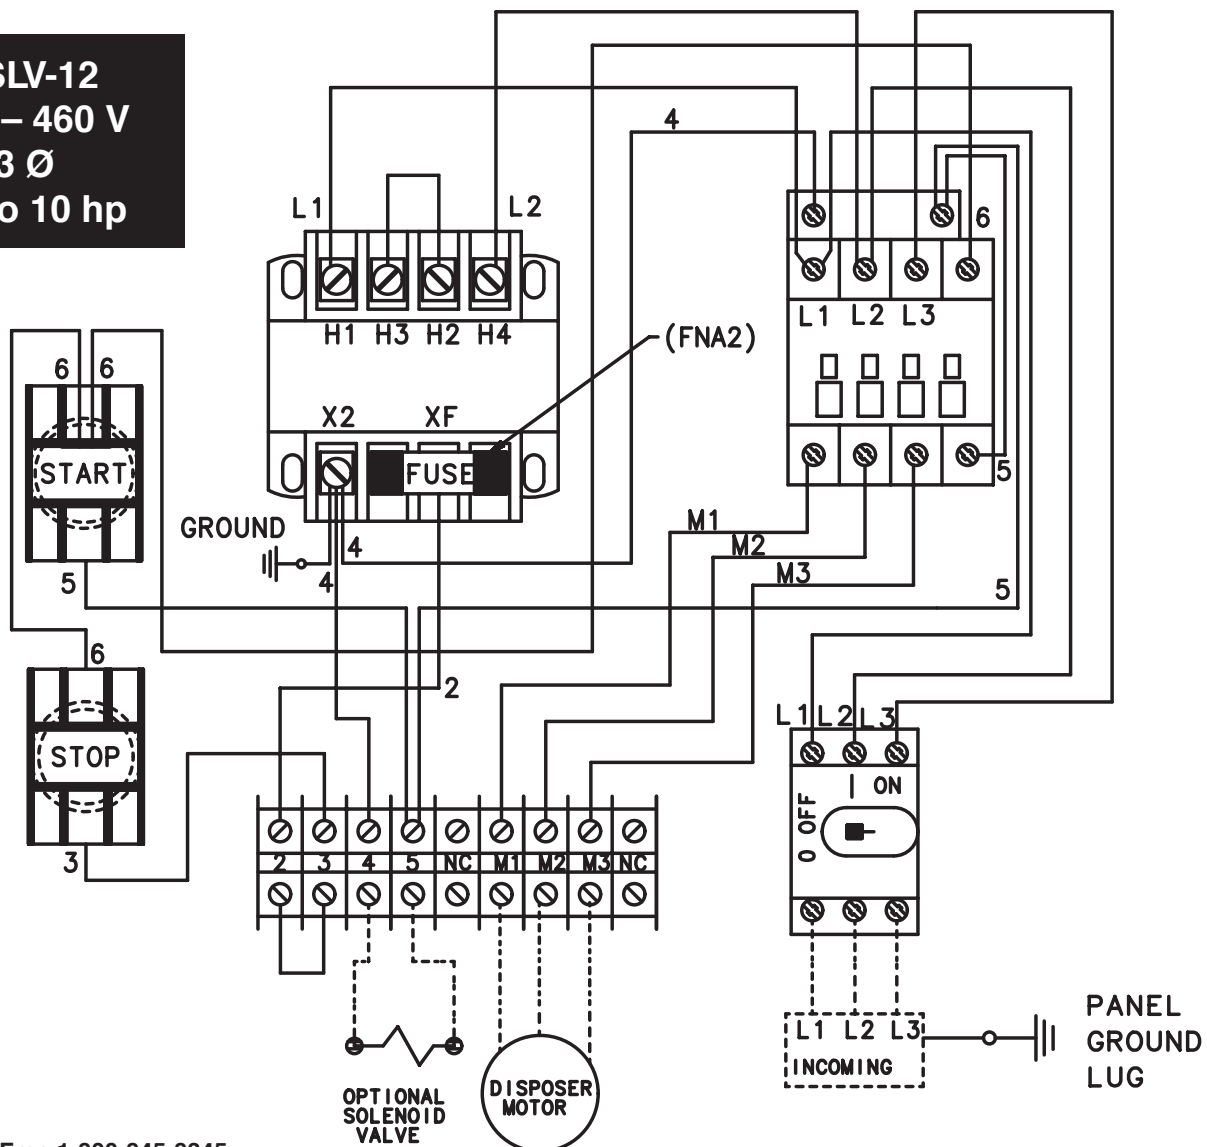 SLV-12
– 460 V
3 Ø
o 10 hp
4
L1
L2
6
H1 H3 H2 H4
L1 L2 L3
(FNA2)
6 6
X2 XF
START
FUSE
5
GROUND
M1
4
M2
4
M3
5
5
6
2
L1 L2 L3
STOP
| ON
O OFF
3
2 3 4 5 NC M1 M2 M3 NC
L1 L2 L3
INCOMING
PANEL
GROUND
LUG
OPTIONAL
SOLENOID
VALVE
DISPOSER
MOTOR